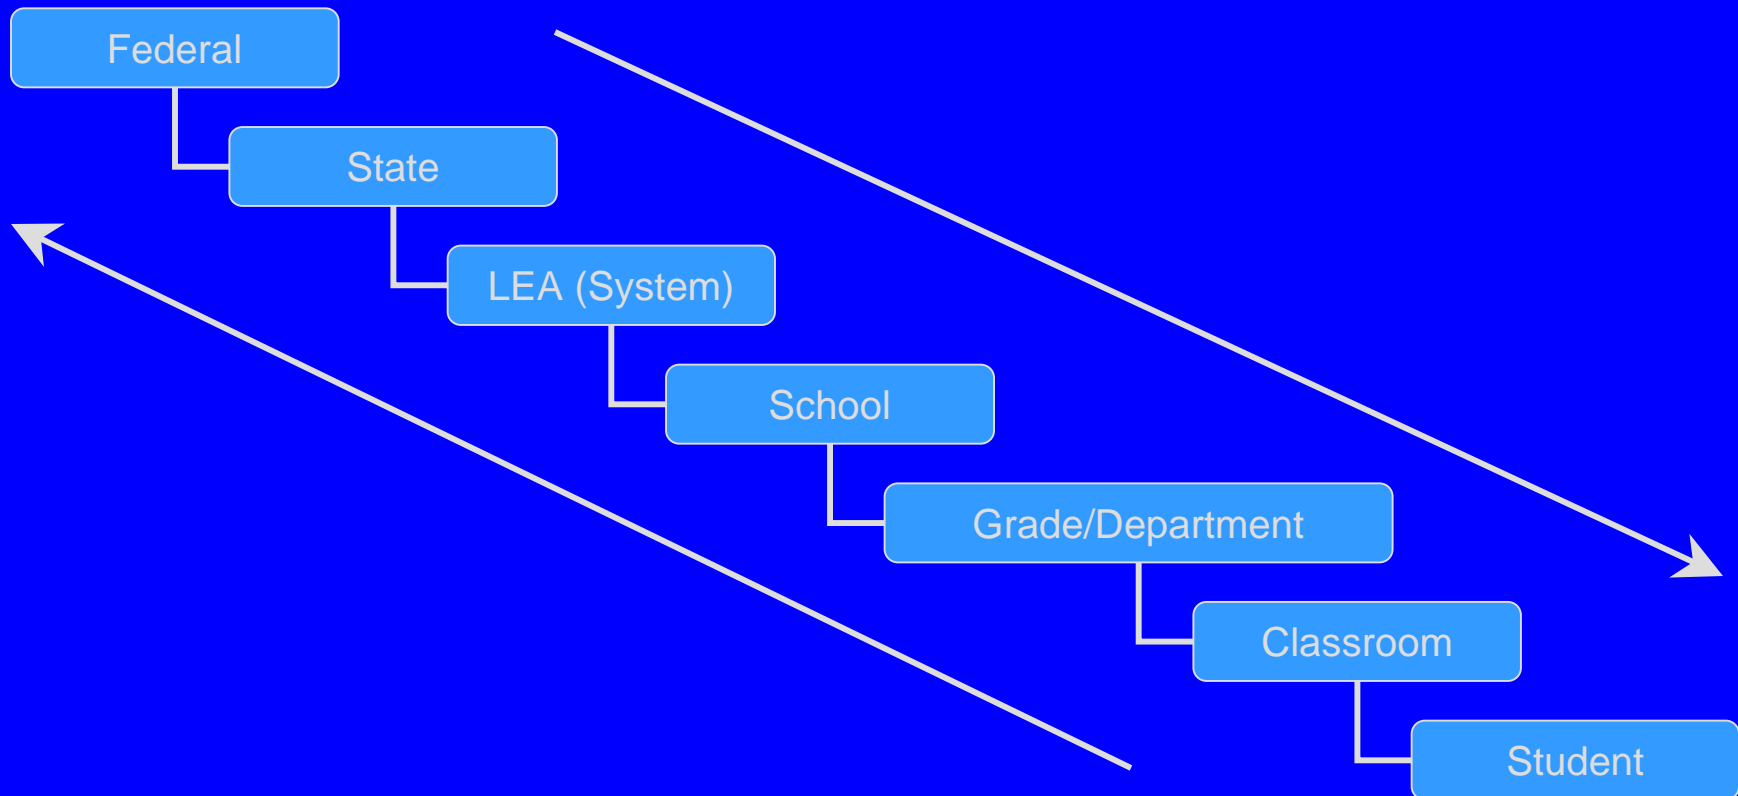 Federal
State
LEA (System)
School
Grade/Department
Classroom
Student